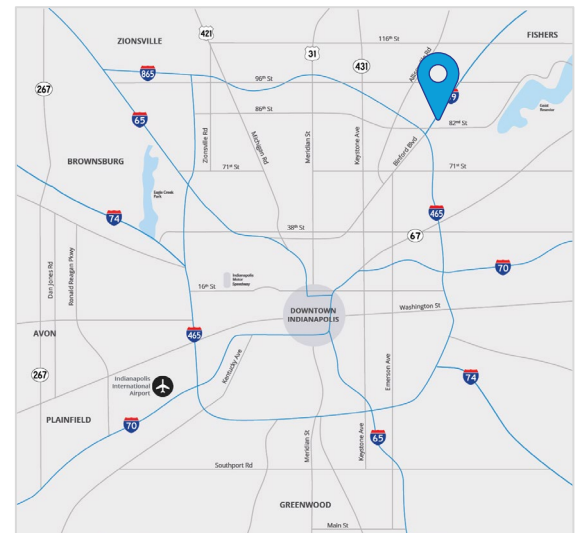 421
116th St
FISHERS
ZIONSVILLE
31
431
865
96th St
267
86th St
82nd St
65
Zionsville Rd
Michigan Rd
Meridian St
Keystone Ave
Binford Blvd
BROWNSBURG
71st St
71st St
Eagle Creek
Park
74
465
38th St
67
70
Dan Jones Rd
Ronald Reagan Pkwy
Indianapolis
Motor
Speedway
16th St
Washington St
DOWNTOWN
INDIANAPOLIS
AVON
465
Kentucky Ave
Emerson Ave
267
Indianapolis
International
Airport
74
PLAINFIELD
70
65
Meridian St
Keystone Ave
Southport Rd
GREENWOOD
Main St